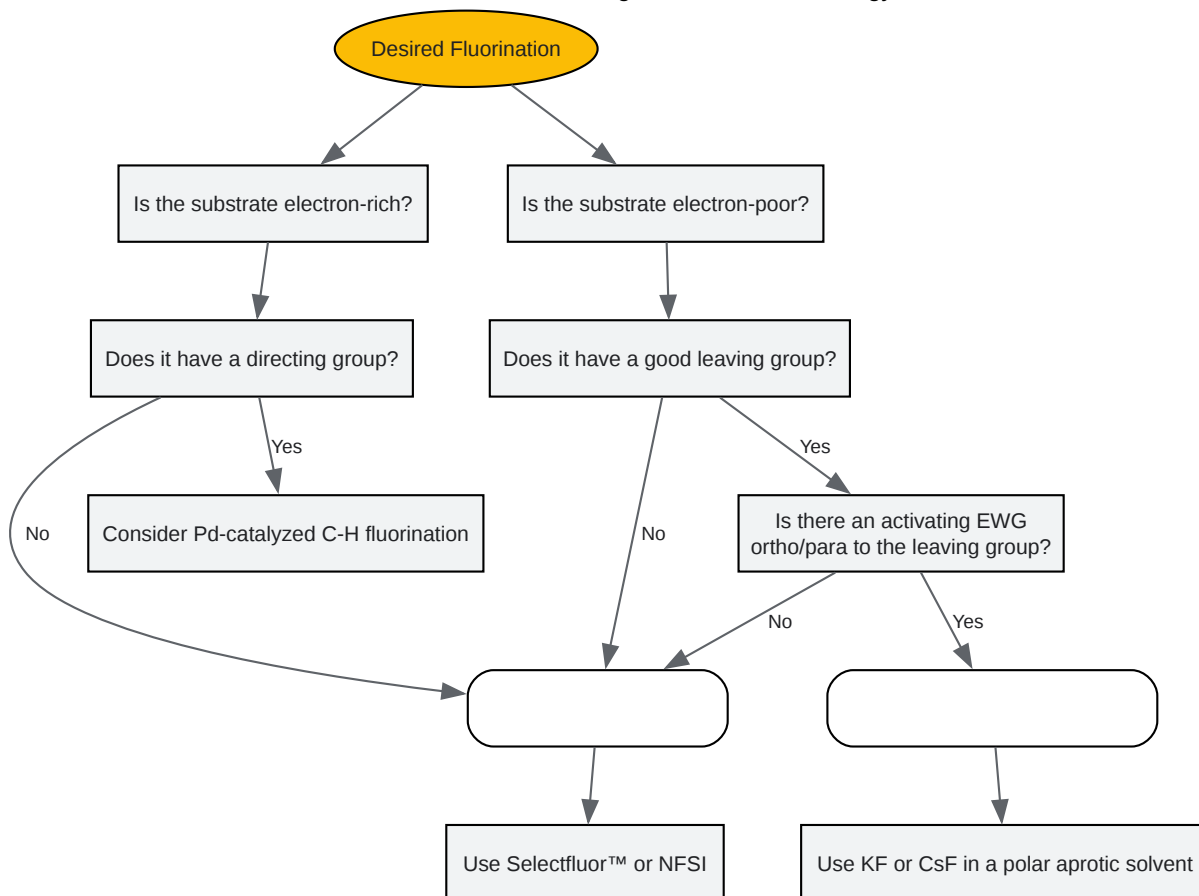 Desired Fluorination
Is the substrate electron-rich?
Is the substrate electron-poor?
Does it have a directing group?
Does it have a good leaving group?
Yes
Yes
Consider Pd-catalyzed C-H fluorination
Is there an activating EWG
ortho/para to the leaving group?
No
No
No
Yes
Use Selectfluor™ or NFSI
Use KF or CsF in a polar aprotic solvent